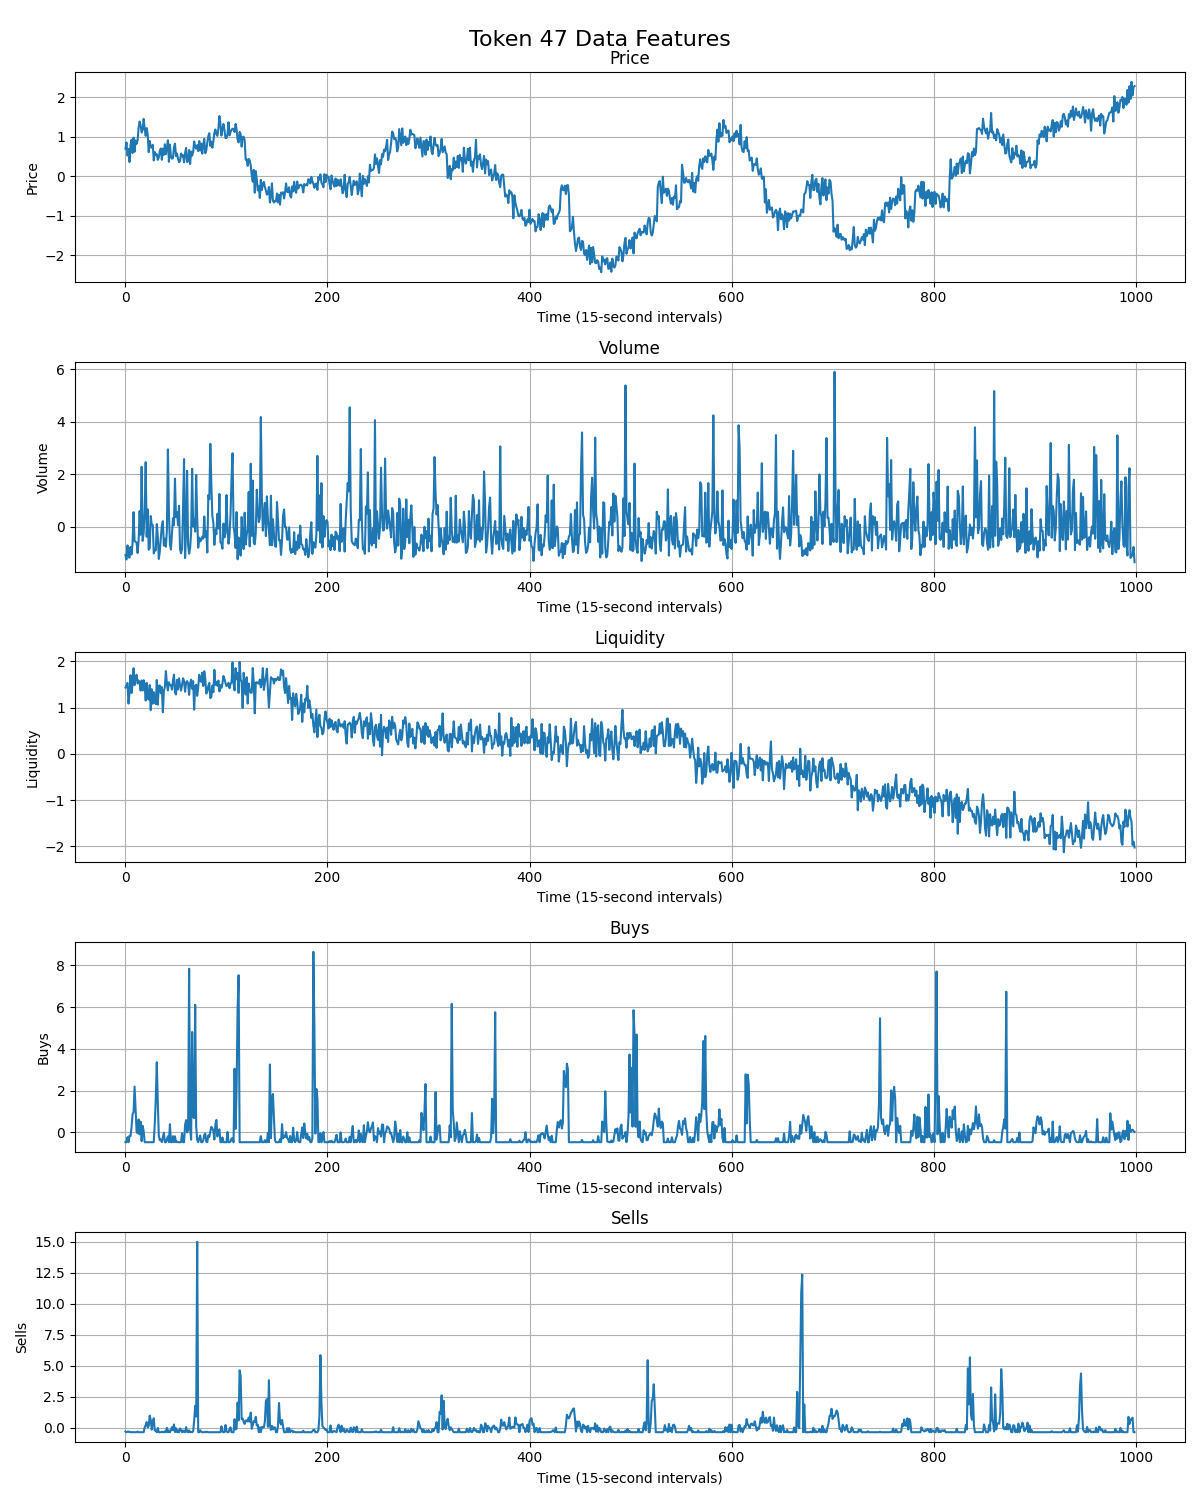 Token 47 Data Features
Price
Price
2
1
0
−1
−2
0 200 400 600 800 1000
Time (15-second intervals)
Volume
Volume
6
4
2
0
0 200 400 600 800 1000
Time (15-second intervals)
Liquidity
Liquidity
2
1
0
−1
−2
0 200 400 600 800 1000
Time (15-second intervals)
Buys
Buys
8
6
4
2
0
0 200 400 600 800 1000
Time (15-second intervals)
Sells
Sells
15.0
12.5
10.0
7.5
5.0
2.5
0.0
0 200 400 600 800 1000
Time (15-second intervals)